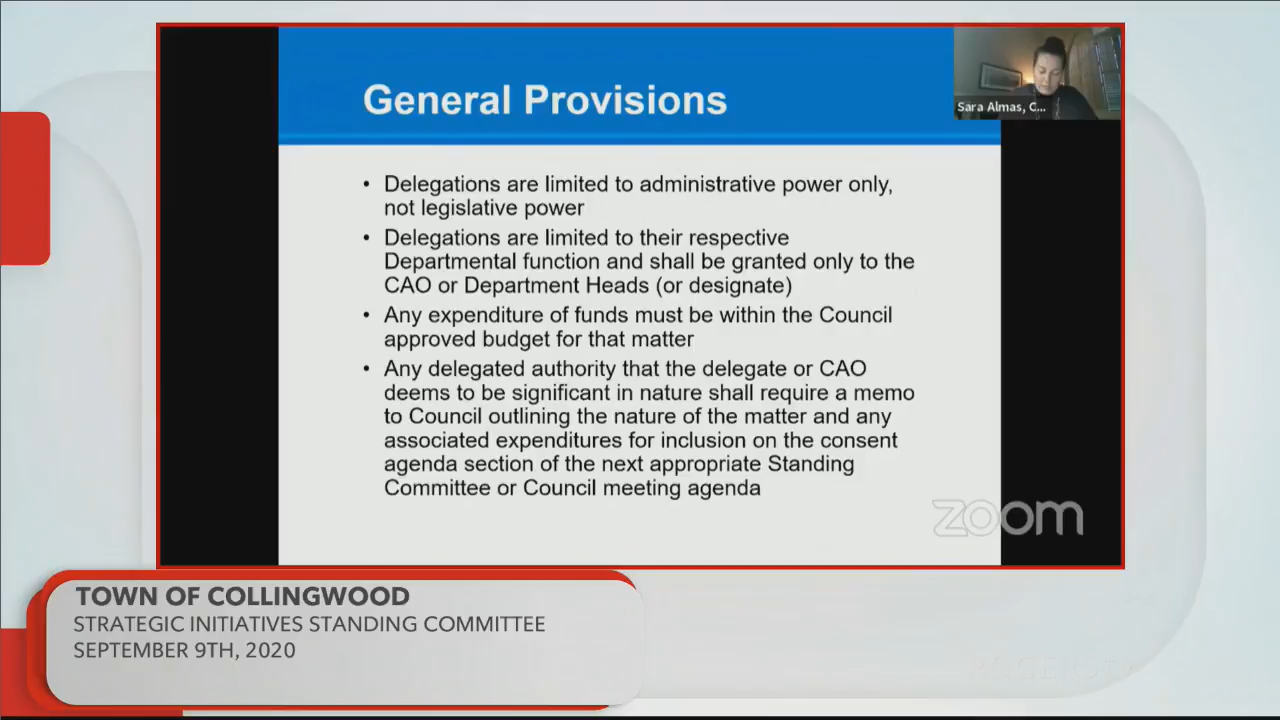 General Provisions
Sara Almas, C...
• Delegations are limited to administrative power only,
not legislative power
• Delegations are limited to their respective
Departmental function and shall be granted only to the
CAO or Department Heads (or designate)
• Any expenditure of funds must be within the Council
approved budget for that matter
• Any delegated authority that the delegate or CAO
deems to be significant in nature shall require a memo
to Council outlining the nature of the matter and any
associated expenditures for inclusion on the consent
agenda section of the next appropriate Standing
Committee or Council meeting agenda
zoom
TOWN OF COLLINGWOOD
STRATEGIC INITIATIVES STANDING COMMITTEE
SEPTEMBER 9TH, 2020